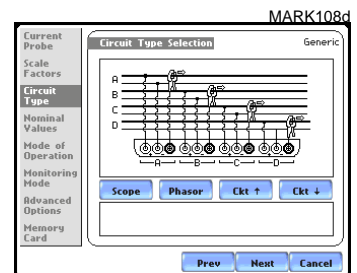 MARK108d
Current
Probe
Scale
Factors
Circuit
Type
Nominal
Values
Mode of
Operation
Monitoring
Mode
Advanced
Options
Memory
Card
Circuit Type Selection
Generic
A
B
C
D
A
B
C
D
Scope
Phasor
Ckt ↑
Ckt ↓
Prev
Next
Cancel